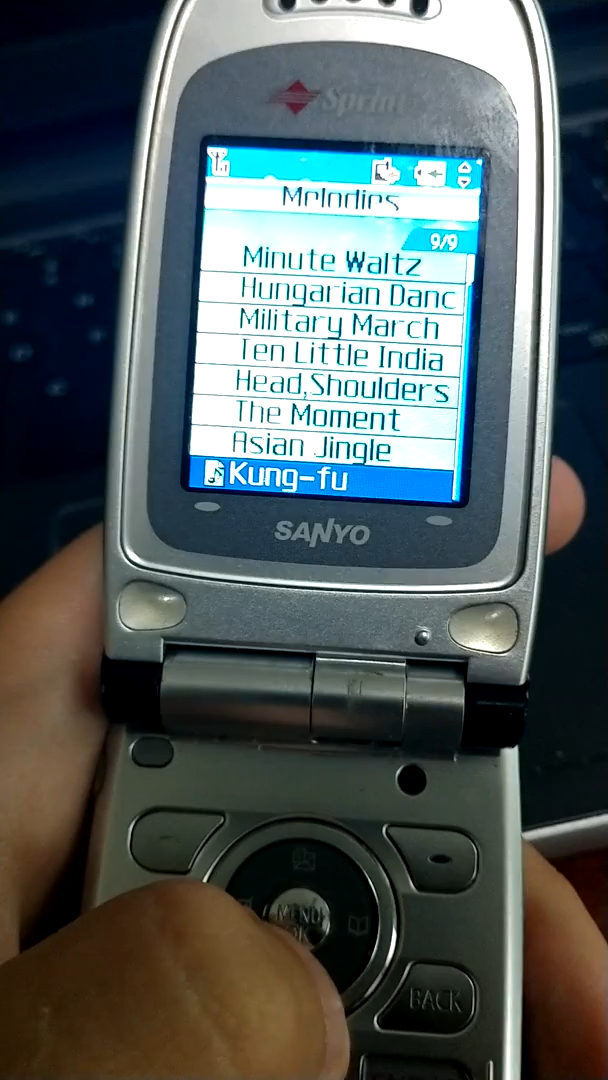 Sprint
Melodies
9/9
Minute Waltz
Hungarian Danc
Military March
Ten Little India
Head,Shoulders
The Moment
Asian Jingle
Kung-fu
SANYO
MENU
OK
BACK